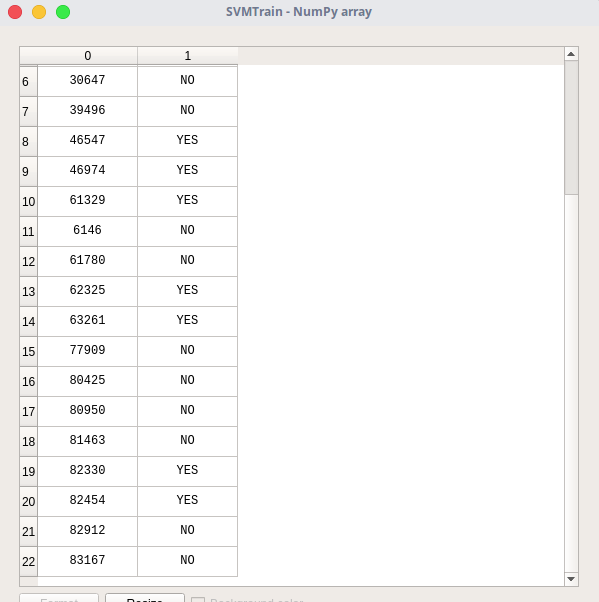 SVMTrain - NumPy array
0 1
6 30647 NO
7 39496 NO
8 46547 YES
9 46974 YES
10 61329 YES
11 6146 NO
12 61780 NO
13 62325 YES
14 63261 YES
15 77909 NO
16 80425 NO
17 80950 NO
18 81463 NO
19 82330 YES
20 82454 YES
21 82912 NO
22 83167 NO
Format Resize Background color